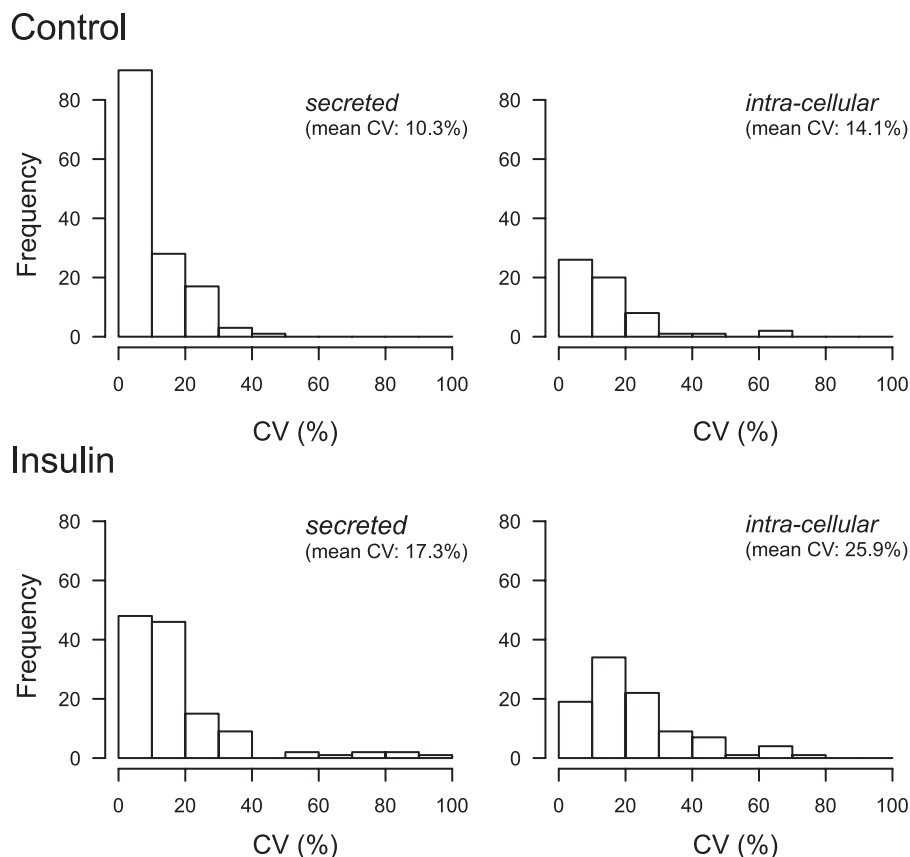 Control
80
60
40
20
0
Frequency
secreted
(mean CV: 10.3%)
0 20 40 60 80 100
CV (%)
80
60
40
20
0
intra-cellular
(mean CV: 14.1%)
0 20 40 60 80 100
CV (%)
Insulin
80
60
40
20
0
Frequency
secreted
(mean CV: 17.3%)
0 20 40 60 80 100
CV (%)
80
60
40
20
0
intra-cellular
(mean CV: 25.9%)
0 20 40 60 80 100
CV (%)